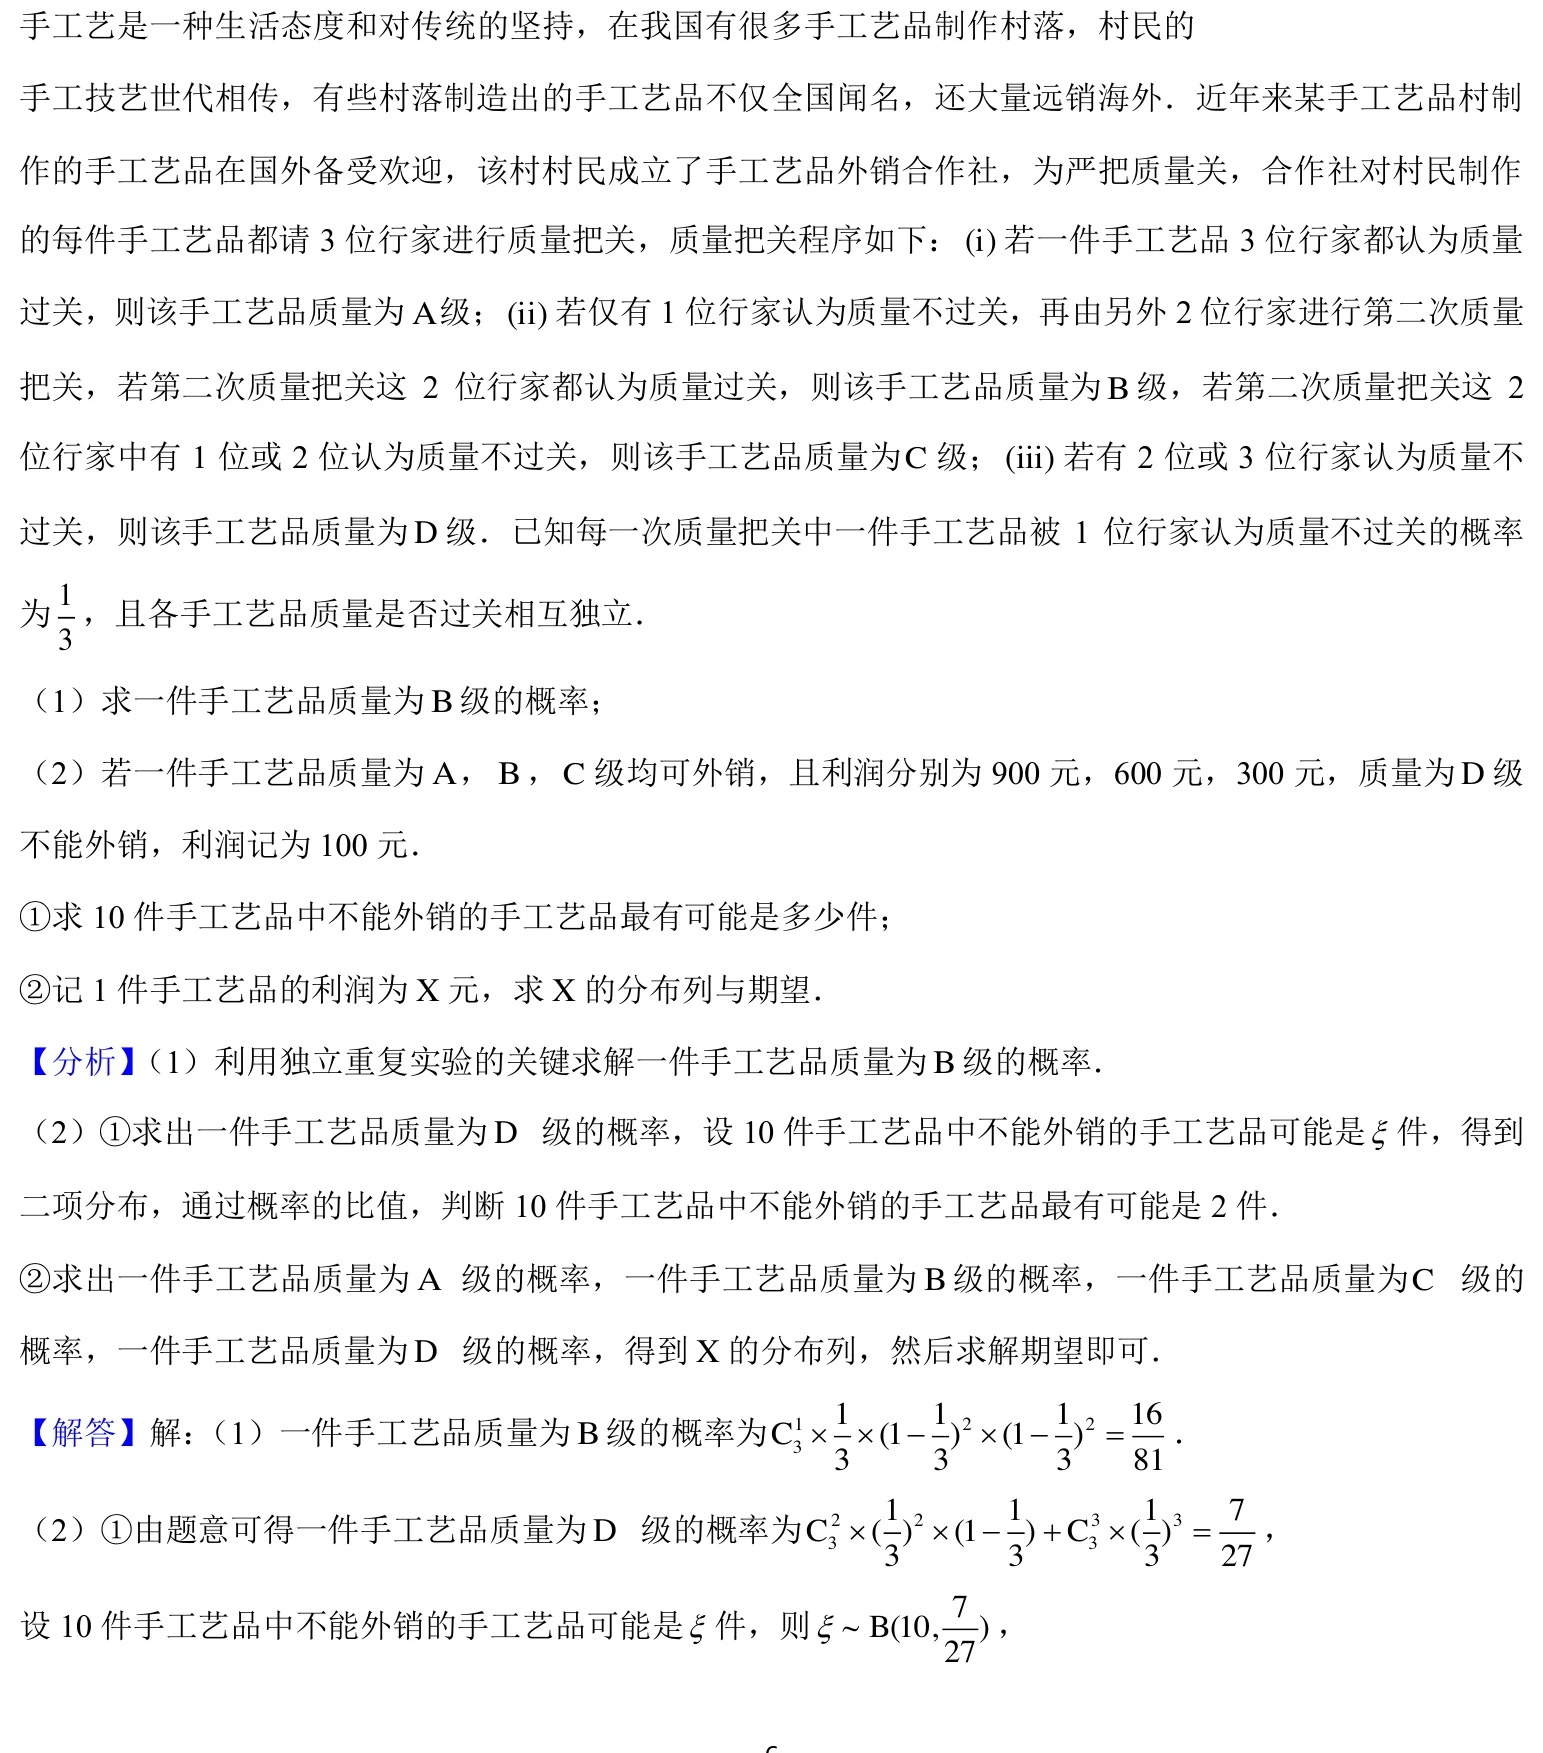 手工艺是一种生活态度和对传统的坚持，在我国有很多手工艺品制作村落，村民的
手工技艺世代相传，有些村落制造出的手工艺品不仅全国闻名，还大量远销海外．近年来某手工艺品村制
作的手工艺品在国外备受欢迎，该村村民成立了手工艺品外销合作社，为严把质量关，合作社对村民制作
的每件手工艺品都请 3 位行家进行质量把关，质量把关程序如下：(i) 若一件手工艺品 3 位行家都认为质量
过关，则该手工艺品质量为 A级；(ii) 若仅有 1 位行家认为质量不过关，再由另外 2 位行家进行第二次质量
把关，若第二次质量把关这 2 位行家都认为质量过关，则该手工艺品质量为 B 级，若第二次质量把关这 2
位行家中有 1 位或 2 位认为质量不过关，则该手工艺品质量为C 级；(iii) 若有 2 位或 3 位行家认为质量不
过关，则该手工艺品质量为 D 级．已知每一次质量把关中一件手工艺品被 1 位行家认为质量不过关的概率
为 1/3，且各手工艺品质量是否过关相互独立．
（1）求一件手工艺品质量为 B 级的概率；
（2）若一件手工艺品质量为 A，B，C 级均可外销，且利润分别为 900 元，600 元，300 元，质量为 D 级
不能外销，利润记为 100 元．
①求 10 件手工艺品中不能外销的手工艺品最有可能是多少件；
②记 1 件手工艺品的利润为 X 元，求 X 的分布列与期望．
【分析】（1）利用独立重复实验的关键求解一件手工艺品质量为 B 级的概率．
（2）①求出一件手工艺品质量为 D 级的概率，设 10 件手工艺品中不能外销的手工艺品可能是 ξ 件，得到
二项分布，通过概率的比值，判断 10 件手工艺品中不能外销的手工艺品最有可能是 2 件．
②求出一件手工艺品质量为 A 级的概率，一件手工艺品质量为 B 级的概率，一件手工艺品质量为C 级的
概率，一件手工艺品质量为 D 级的概率，得到 X 的分布列，然后求解期望即可．
【解答】解：（1）一件手工艺品质量为 B 级的概率为 C₃¹ × 1/3 × (1 − 1/3)² × (1 − 1/3)² = 16/81．
（2）①由题意可得一件手工艺品质量为 D 级的概率为 C₃² × (1/3)² × (1 − 1/3) + C₃³ × (1/3)³ = 7/27，
设 10 件手工艺品中不能外销的手工艺品可能是 ξ 件，则 ξ ~ B(10, 7/27)，